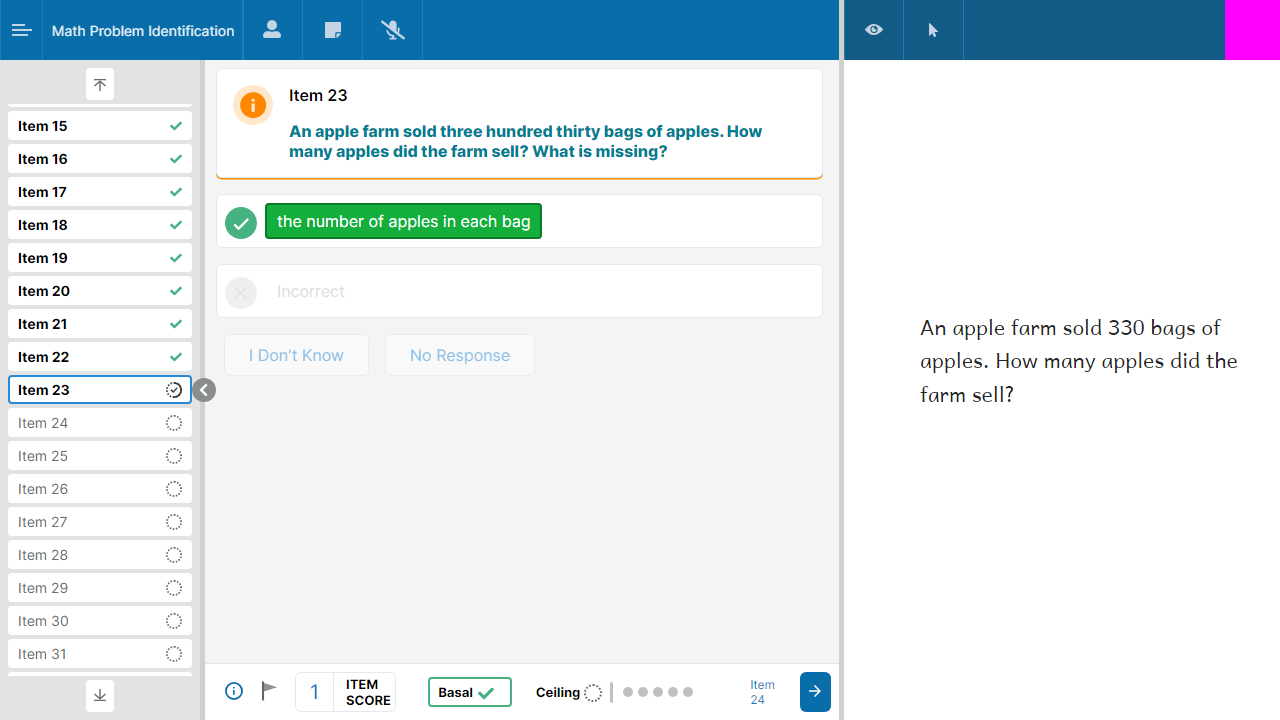 Math Problem Identification
Item 15
Item 16
Item 17
Item 18
Item 19
Item 20
Item 21
Item 22
Item 23
Item 24
Item 25
Item 26
Item 27
Item 28
Item 29
Item 30
Item 31
Item 23
An apple farm sold three hundred thirty bags of apples. How
many apples did the farm sell? What is missing?
the number of apples in each bag
Incorrect
I Don’t Know
No Response
1
ITEM
SCORE
Basal
Ceiling
Item
24
An apple farm sold 330 bags of
apples. How many apples did the
farm sell?